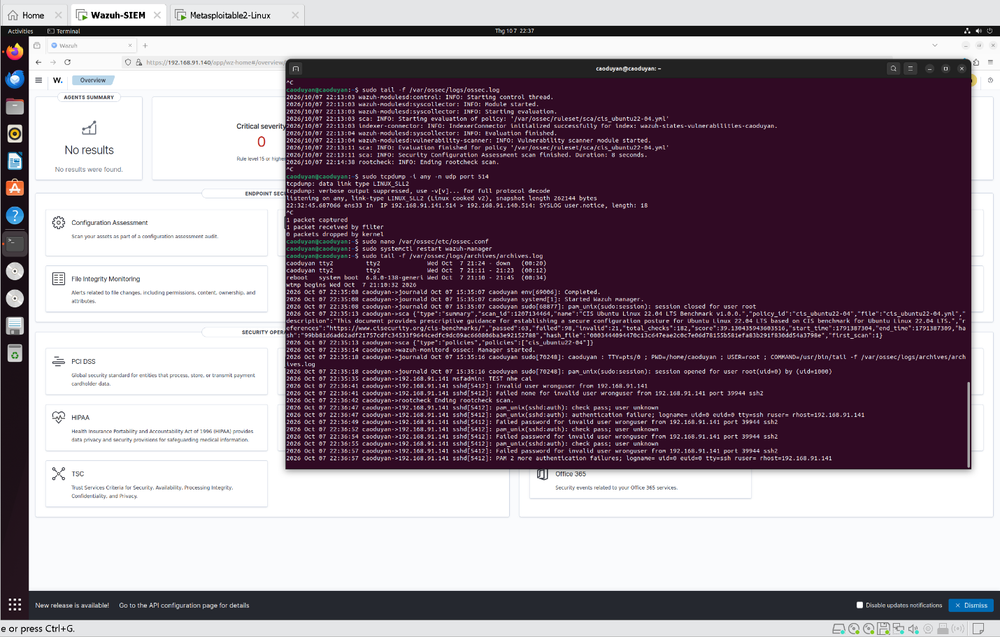 Home
Wazuh-SIEM
Metasploitable2-Linux
Activities
Terminal
Thg 10 7 22:37
Wazuh
https://192.168.91.140/app/wz-home#/overview/
W.
Overview
AGENTS SUMMARY
No results
No results were found.
Critical severity
0
Rule level 15 or higher
ENDPOINT SECU
Configuration Assessment
Scan your assets as part of a configuration assessment audit.
File Integrity Monitoring
Alerts related to file changes, including permissions, content, ownership, and
attributes.
SECURITY OPERA
PCI DSS
Global security standard for entities that process, store, or transmit payment
cardholder data.
HIPAA
Health Insurance Portability and Accountability Act of 1996 (HIPAA) provides
data privacy and security provisions for safeguarding medical information.
TSC
Trust Services Criteria for Security, Availability, Processing Integrity,
Confidentiality, and Privacy.
caoduyan@caoduyan: ~
^C
caoduyan@caoduyan:~$ sudo tail -f /var/ossec/logs/ossec.log
2026/10/07 22:13:03 wazuh-modulesd:control: INFO: Starting control thread.
2026/10/07 22:13:03 wazuh-modulesd:syscollector: INFO: Module started.
2026/10/07 22:13:03 wazuh-modulesd:syscollector: INFO: Starting evaluation.
2026/10/07 22:13:03 sca: INFO: Starting evaluation of policy: '/var/ossec/ruleset/sca/cis_ubuntu22-04.yml'
2026/10/07 22:13:03 indexer-connector: INFO: IndexerConnector initialized successfully for index: wazuh-states-vulnerabilities-caoduyan.
2026/10/07 22:13:04 wazuh-modulesd:syscollector: INFO: Evaluation finished.
2026/10/07 22:13:04 wazuh-modulesd:vulnerability-scanner: INFO: Vulnerability scanner module started.
2026/10/07 22:13:11 sca: INFO: Evaluation finished for policy '/var/ossec/ruleset/sca/cis_ubuntu22-04.yml'
2026/10/07 22:13:11 sca: INFO: Security Configuration Assessment scan finished. Duration: 8 seconds.
2026/10/07 22:14:38 rootcheck: INFO: Ending rootcheck scan.
^C
caoduyan@caoduyan:~$ sudo tcpdump -i any -n udp port 514
tcpdump: data link type LINUX_SLL2
tcpdump: verbose output suppressed, use -v[v]... for full protocol decode
listening on any, link-type LINUX_SLL2 (Linux cooked v2), snapshot length 262144 bytes
22:32:45.687066 ens33 In  IP 192.168.91.141.514 > 192.168.91.140.514: SYSLOG user.notice, length: 18
^C
1 packet captured
1 packet received by filter
0 packets dropped by kernel
caoduyan@caoduyan:~$ sudo nano /var/ossec/etc/ossec.conf
caoduyan@caoduyan:~$ sudo systemctl restart wazuh-manager
caoduyan@caoduyan:~$ sudo tail -f /var/ossec/logs/archives/archives.log
caoduyan tty2         tty2             Wed Oct  7 21:24 - down   (00:20)
caoduyan tty2         tty2             Wed Oct  7 21:11 - 21:23  (00:12)
reboot   system boot  6.8.0-138-generi Wed Oct  7 21:10 - 21:45  (00:34)
wtmp begins Wed Oct  7 21:10:32 2026
2026 Oct 07 22:35:08 caoduyan->journald Oct 07 15:35:07 caoduyan env[69006]: Completed.
2026 Oct 07 22:35:08 caoduyan->journald Oct 07 15:35:07 caoduyan systemd[1]: Started Wazuh manager.
2026 Oct 07 22:35:08 caoduyan->journald Oct 07 15:35:07 caoduyan sudo[68877]: pam_unix(sudo:session): session closed for user root
2026 Oct 07 22:35:13 caoduyan->sca {"type":"summary","scan_id":1207134464,"name":"CIS Ubuntu Linux 22.04 LTS Benchmark v1.0.0.","policy_id":"cis_ubuntu22-04","file":"cis_ubuntu22-04.yml","
description":"This document provides prescriptive guidance for establishing a secure configuration posture for Ubuntu Linux 22.04 LTS based on CIS benchmark for Ubuntu Linux 22.04 LTS.","r
eferences":"https://www.cisecurity.org/cis-benchmarks/","passed":63,"failed":98,"invalid":21,"total_checks":182,"score":39.130435943603516,"start_time":1791387304,"end_time":1791387309,"ha
sh":"99bb81d6ad62adf21757cdfc34533f9644cedfc9dc09ac660806ba3e92152788","hash_file":"0003444094470c13c647eae2c0c7e06d78155b581efa83b291f830dd54a3798e","first_scan":1}
2026 Oct 07 22:35:13 caoduyan->sca {"type":"policies","policies":["cis_ubuntu22-04"]}
2026 Oct 07 22:35:14 caoduyan->wazuh-monitord ossec: Manager started.
2026 Oct 07 22:35:18 caoduyan->journald Oct 07 15:35:16 caoduyan sudo[70248]: caoduyan : TTY=pts/0 ; PWD=/home/caoduyan ; USER=root ; COMMAND=/usr/bin/tail -f /var/ossec/logs/archives/arch
ives.log
2026 Oct 07 22:35:18 caoduyan->journald Oct 07 15:35:16 caoduyan sudo[70248]: pam_unix(sudo:session): session opened for user root(uid=0) by (uid=1000)
2026 Oct 07 22:35:35 caoduyan->192.168.91.141 msfadmin: TEST nhe cai
2026 Oct 07 22:36:41 caoduyan->192.168.91.141 sshd[5412]: Invalid user wronguser from 192.168.91.141
2026 Oct 07 22:36:41 caoduyan->192.168.91.141 sshd[5412]: Failed none for invalid user wronguser from 192.168.91.141 port 39944 ssh2
2026 Oct 07 22:36:42 caoduyan->rootcheck Ending rootcheck scan.
2026 Oct 07 22:36:47 caoduyan->192.168.91.141 sshd[5412]: pam_unix(sshd:auth): check pass; user unknown
2026 Oct 07 22:36:47 caoduyan->192.168.91.141 sshd[5412]: pam_unix(sshd:auth): authentication failure; logname= uid=0 euid=0 tty=ssh ruser= rhost=192.168.91.141
2026 Oct 07 22:36:49 caoduyan->192.168.91.141 sshd[5412]: Failed password for invalid user wronguser from 192.168.91.141 port 39944 ssh2
2026 Oct 07 22:36:52 caoduyan->192.168.91.141 sshd[5412]: pam_unix(sshd:auth): check pass; user unknown
2026 Oct 07 22:36:54 caoduyan->192.168.91.141 sshd[5412]: Failed password for invalid user wronguser from 192.168.91.141 port 39944 ssh2
2026 Oct 07 22:36:55 caoduyan->192.168.91.141 sshd[5412]: pam_unix(sshd:auth): check pass; user unknown
2026 Oct 07 22:36:57 caoduyan->192.168.91.141 sshd[5412]: Failed password for invalid user wronguser from 192.168.91.141 port 39944 ssh2
2026 Oct 07 22:36:57 caoduyan->192.168.91.141 sshd[5412]: PAM 2 more authentication failures; logname= uid=0 euid=0 tty=ssh ruser= rhost=192.168.91.141
Office 365
Security events related to your Office 365 services.
New release is available!
Go to the API configuration page for details
Disable updates notifications
Dismiss
e or press Ctrl+G.